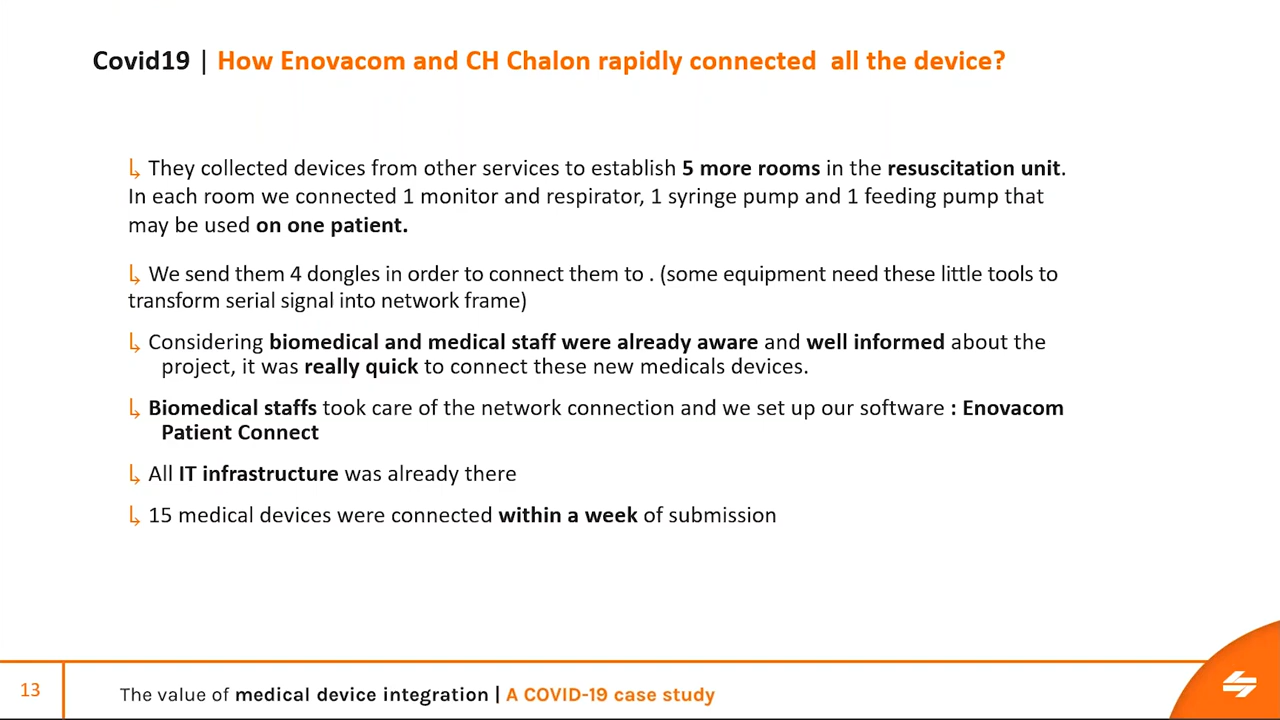 Covid19 | How Enovacom and CH Chalon rapidly connected all the device?
They collected devices from other services to establish 5 more rooms in the resuscitation unit.
In each room we connected 1 monitor and respirator, 1 syringe pump and 1 feeding pump that
may be used on one patient.
We send them 4 dongles in order to connect them to . (some equipment need these little tools to
transform serial signal into network frame)
Considering biomedical and medical staff were already aware and well informed about the
project, it was really quick to connect these new medicals devices.
Biomedical staffs took care of the network connection and we set up our software : Enovacom
Patient Connect
All IT infrastructure was already there
15 medical devices were connected within a week of submission
13
The value of medical device integration | A COVID-19 case study